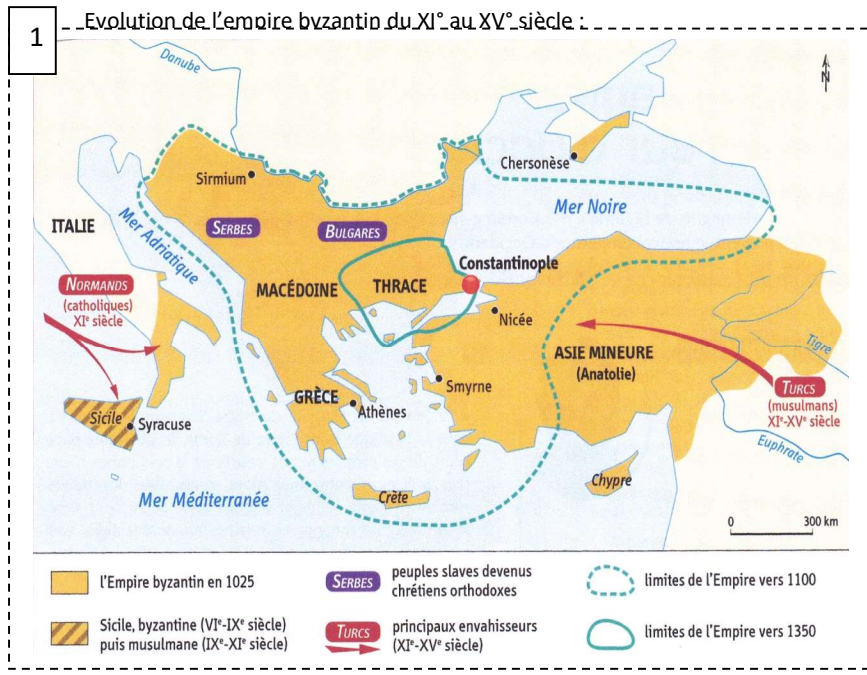 1
Evolution de l'empire byzantin du XI° au XV° siècle :
Danube
N
Chersonèse
Sirmium
Mer Noire
ITALIE
SERBES
BULGARES
Mer Adriatique
Constantinople
NORMANDS
(catholiques)
XIe siècle
MACÉDOINE
THRACE
Nicée
Tigre
ASIE MINEURE
(Anatolie)
Smyrne
TURCS
(musulmans)
XIe-XVe siècle
GRÈCE
Athènes
Sicile
Syracuse
Euphrate
Chypre
Crète
Mer Méditerranée
0 300 km
l'Empire byzantin en 1025
Sicile, byzantine (VIe-IXe siècle)
puis musulmane (IXe-XIe siècle)
SERBES
peuples slaves devenus
chrétiens orthodoxes
TURCS
principaux envahisseurs
(XIe-XVe siècle)
limites de l'Empire vers 1100
limites de l'Empire vers 1350